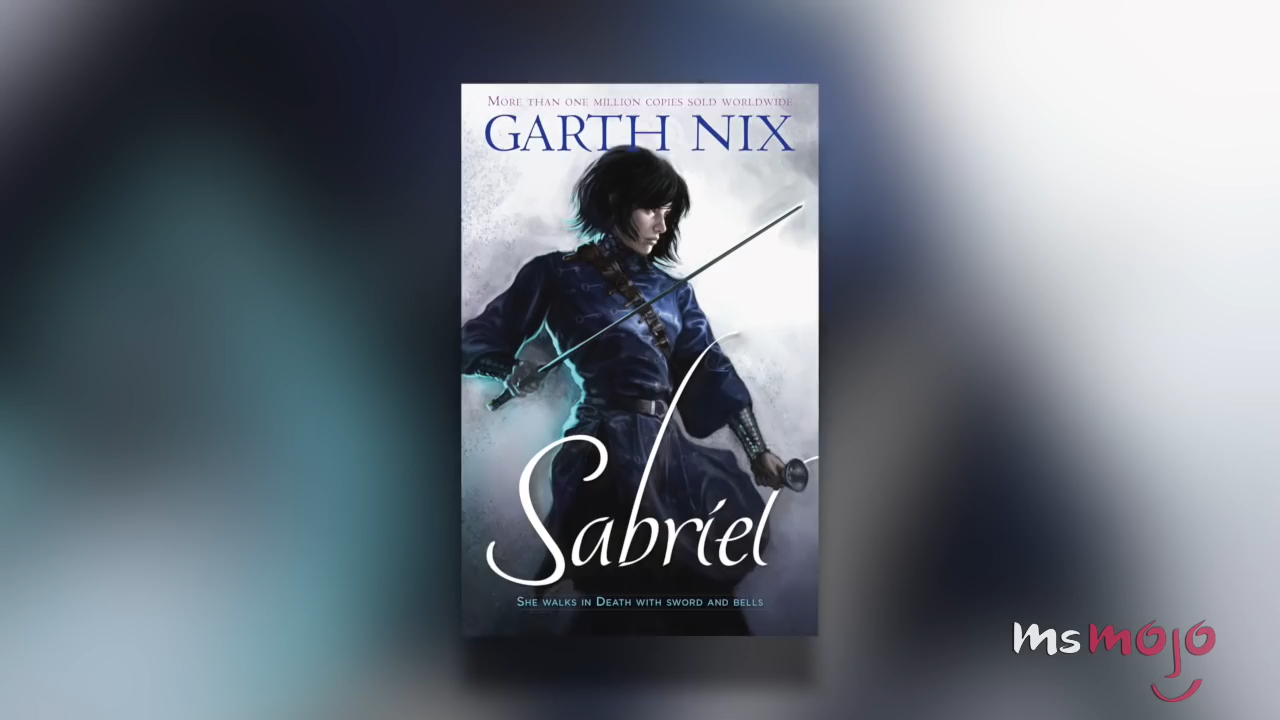 MORE THAN ONE MILLION COPIES SOLD WORLDWIDE
GARTH NIX
Sabriel
SHE WALKS IN DEATH WITH SWORD AND BELLS
msmojo